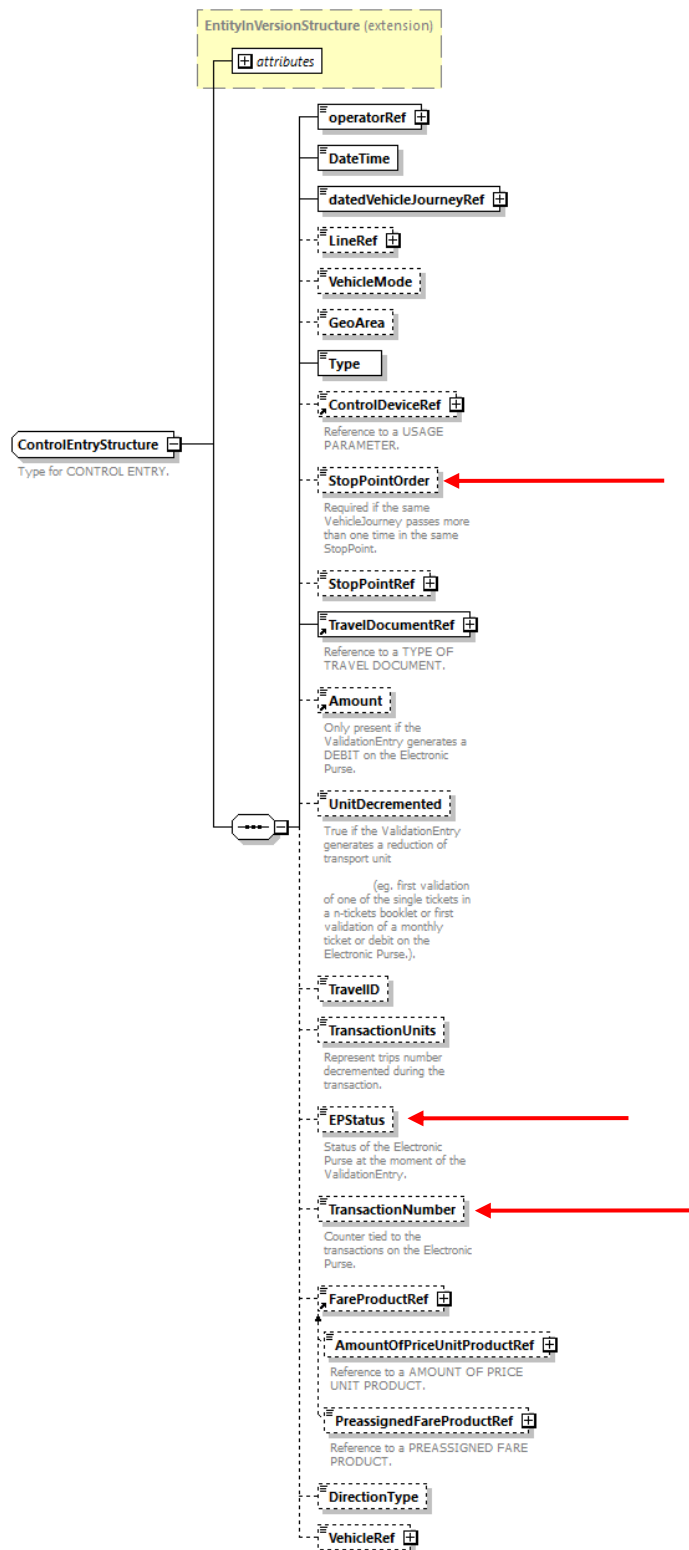 EntityInVersionStructure (extension)
attributes
operatorRef
DateTime
datedVehicleJourneyRef
LineRef
VehicleMode
GeoArea
Type
ControlDeviceRef
Reference to a USAGE
PARAMETER.
ControlEntryStructure
Type for CONTROL ENTRY.
StopPointOrder
Required if the same
VehicleJourney passes more
than one time in the same
StopPoint.
StopPointRef
TravelDocumentRef
Reference to a TYPE OF
TRAVEL DOCUMENT.
Amount
Only present if the
ValidationEntry generates a
DEBIT on the Electronic
Purse.
UnitDecremented
True if the ValidationEntry
generates a reduction of
transport unit
(eg. first validation
of one of the single tickets in
a n-tickets booklet or first
validation of a monthly
ticket or debit on the
Electronic Purse.).
TravelID
TransactionUnits
Represent trips number
decremented during the
transaction.
EPStatus
Status of the Electronic
Purse at the moment of the
ValidationEntry.
TransactionNumber
Counter tied to the
transactions on the Electronic
Purse.
FareProductRef
AmountOfPriceUnitProductRef
Reference to a AMOUNT OF PRICE
UNIT PRODUCT.
PreassignedFareProductRef
Reference to a PREASSIGNED FARE
PRODUCT.
DirectionType
VehicleRef